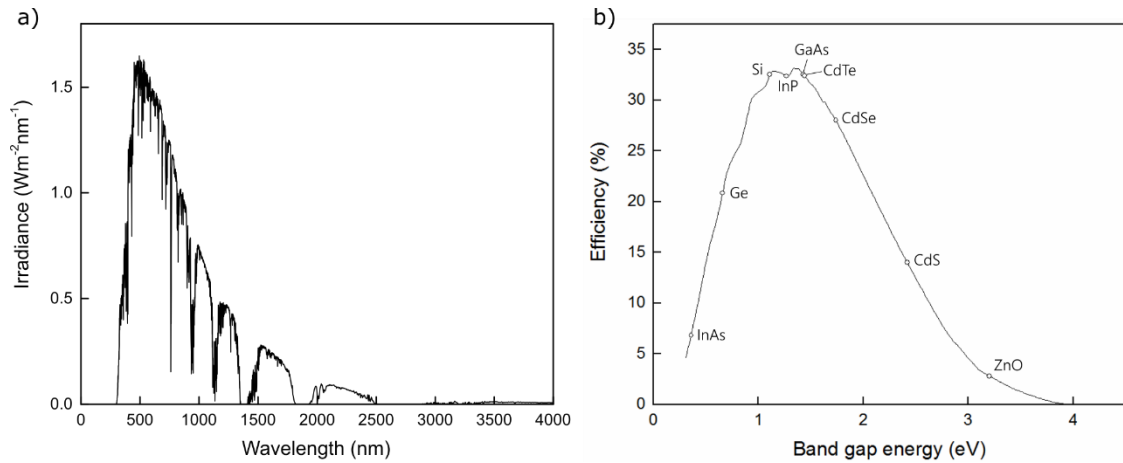 a)
Irradiance (Wm-2nm-1)
1.5
1.0
0.5
0.0
0 500 1000 1500 2000 2500 3000 3500 4000
Wavelength (nm)
b)
Efficiency (%)
35
30
25
20
15
10
5
0
GaAs
Si
CdTe
InP
CdSe
Ge
CdS
InAs
ZnO
0 1 2 3 4
Band gap energy (eV)